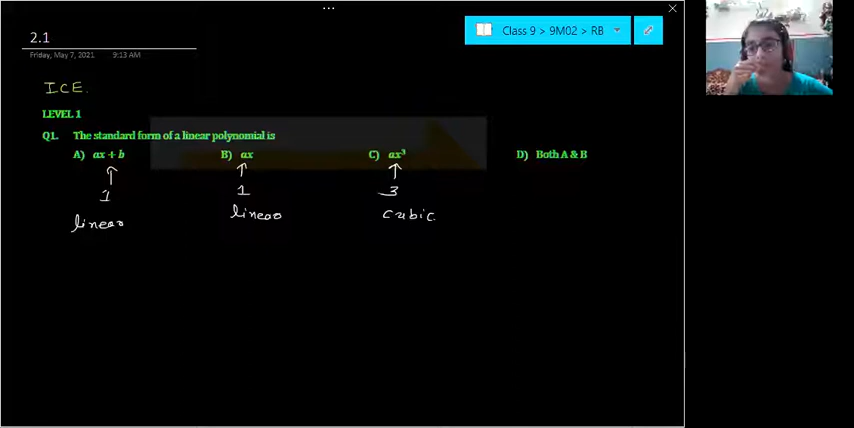 ...
Class 9 > 9M02 > RB
2.1
Friday, May 7, 2021    9:13 AM
ICE.
LEVEL 1
Q1. The standard form of a linear polynomial is
A) ax + b B) ax C) ax³ D) Both A & B
1 1 3
linear linear cubic.